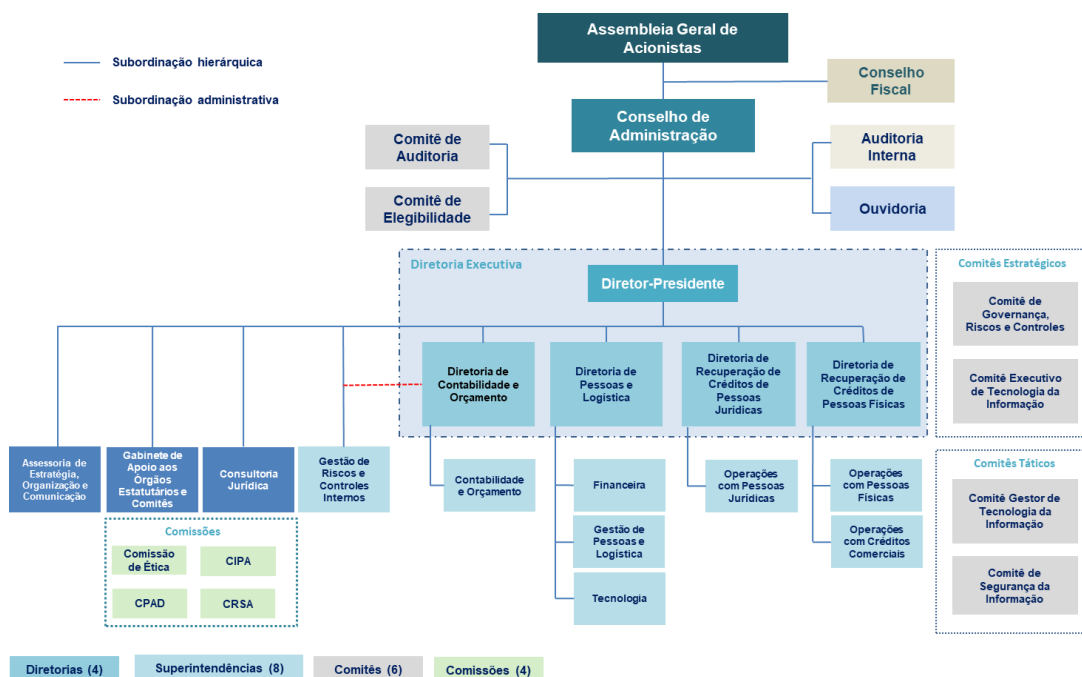 Assembleia Geral de
Acionistas
Subordinação hierárquica
Subordinação administrativa
Conselho
Fiscal
Conselho de
Administração
Comitê de
Auditoria
Auditoria
Interna
Comitê de
Elegibilidade
Ouvidoria
Diretoria Executiva
Diretor-Presidente
Comitês Estratégicos
Comitê de
Governança,
Riscos e Controles
Comitê Executivo
de Tecnologia da
Informação
Diretoria de
Contabilidade e
Orçamento
Diretoria de
Pessoas e
Logística
Diretoria de
Recuperação de
Créditos de
Pessoas Jurídicas
Diretoria de
Recuperação de
Créditos de
Pessoas Físicas
Assessoria de
Estratégia,
Organização e
Comunicação
Gabinete de
Apoio aos
Órgãos
Estatutários e
Comitês
Consultoria
Jurídica
Gestão de
Riscos e
Controles
Internos
Contabilidade
e Orçamento
Financeira
Gestão de
Pessoas e
Logística
Tecnologia
Operações
com Pessoas
Jurídicas
Operações
com Pessoas
Físicas
Operações
com Créditos
Comerciais
Comitês Táticos
Comitê Gestor de
Tecnologia da
Informação
Comitê de
Segurança da
Informação
Comissões
Comissão
de Ética
CIPA
CPAD
CRSA
Diretorias (4)
Superintendências (8)
Comitês (6)
Comissões (4)